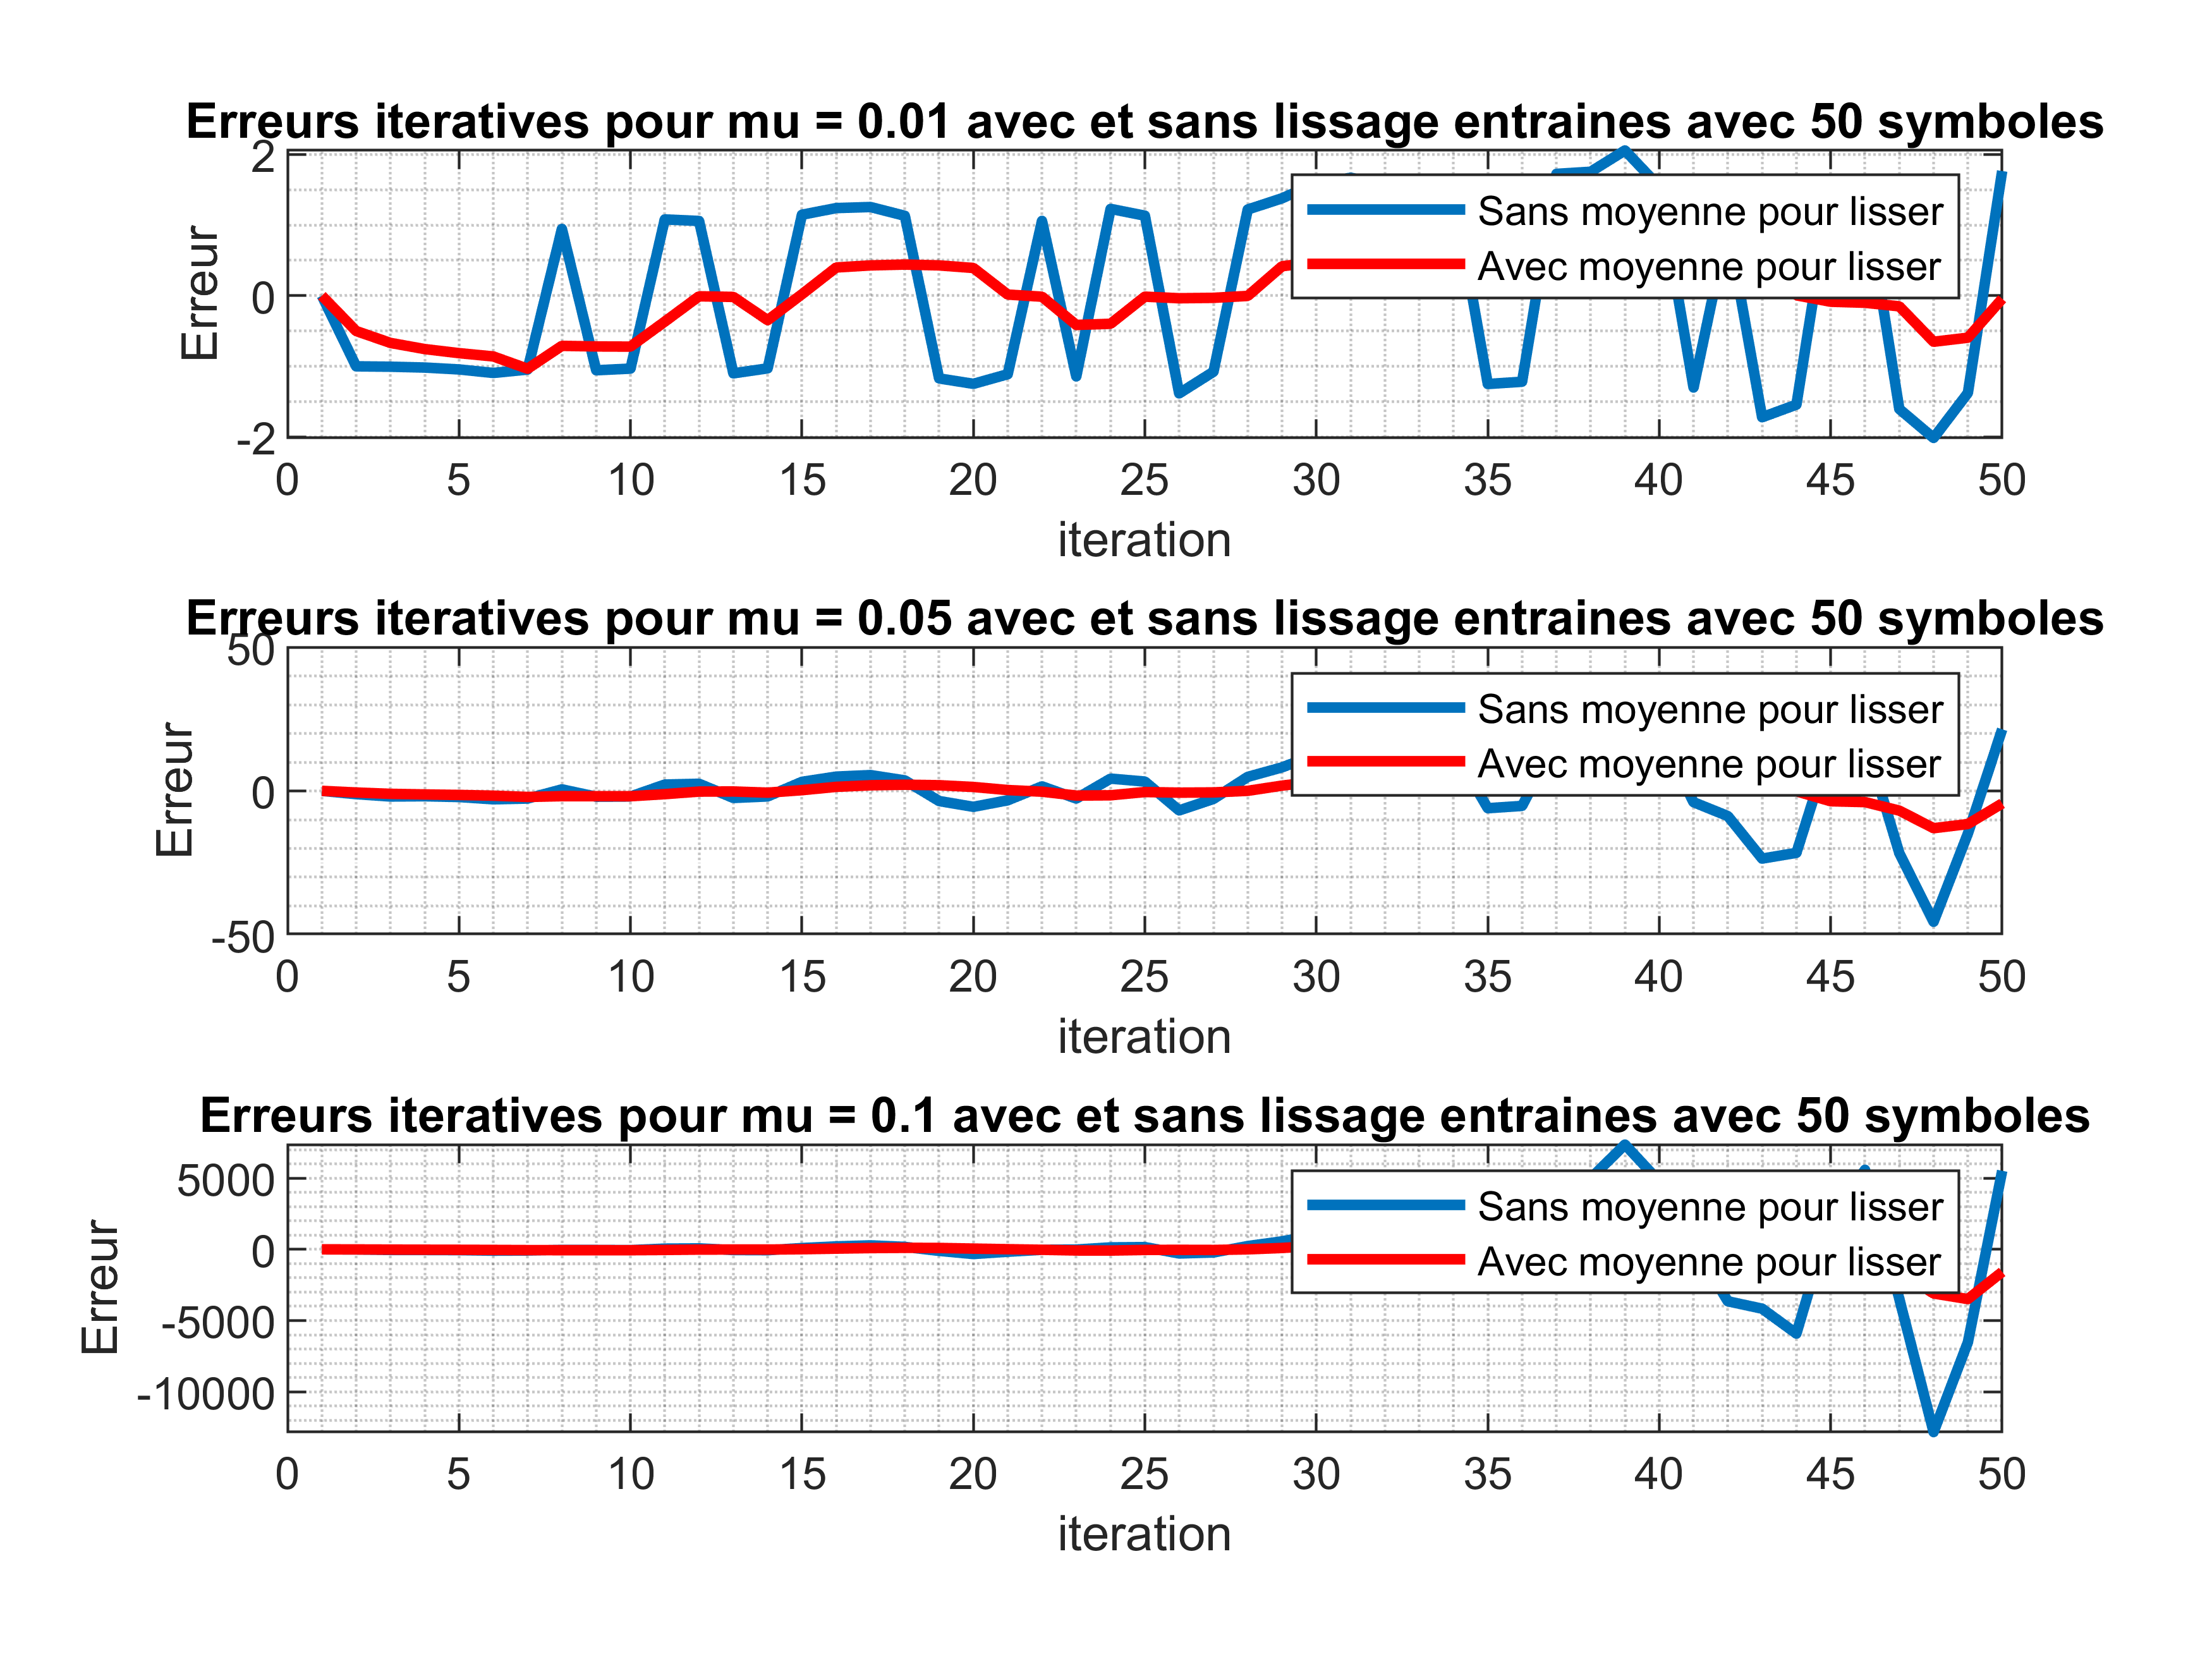 Erreurs iteratives pour mu = 0.01 avec et sans lissage entraines avec 50 symboles
2
0
-2
Erreur
Sans moyenne pour lisser
Avec moyenne pour lisser
0 5 10 15 20 25 30 35 40 45 50
iteration
Erreurs iteratives pour mu = 0.05 avec et sans lissage entraines avec 50 symboles
50
0
-50
Erreur
Sans moyenne pour lisser
Avec moyenne pour lisser
0 5 10 15 20 25 30 35 40 45 50
iteration
Erreurs iteratives pour mu = 0.1 avec et sans lissage entraines avec 50 symboles
5000
0
-5000
-10000
Erreur
Sans moyenne pour lisser
Avec moyenne pour lisser
0 5 10 15 20 25 30 35 40 45 50
iteration